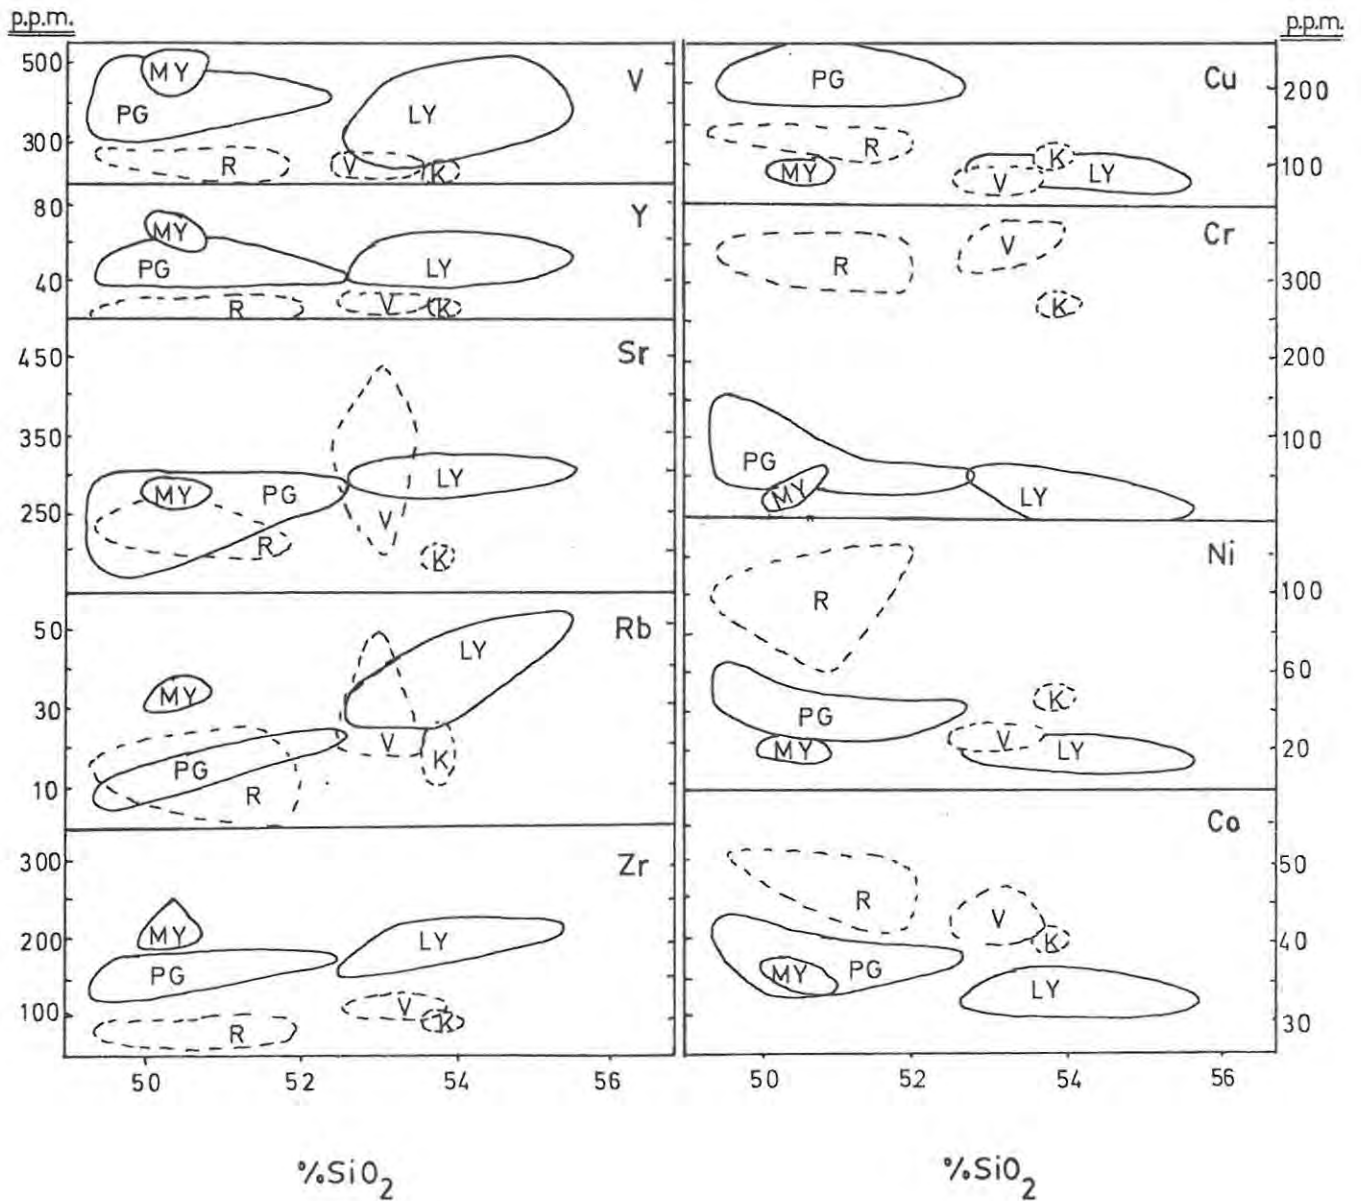 p.p.m.
500
300
MY
PG
LY
R
V
K
V
80
40
MY
PG
LY
R
V
K
Y
450
350
250
MY
PG
LY
R
V
K
Sr
50
30
10
MY
PG
LY
R
V
K
Rb
300
200
100
MY
PG
LY
R
V
K
Zr
50
52
54
56
%SiO2
p.p.m.
PG
R
MY
K
V
LY
Cu
200
100
R
V
K
PG
MY
LY
Cr
300
200
100
R
K
PG
MY
V
LY
Ni
100
60
20
R
V
K
MY
PG
LY
Co
50
40
30
50
52
54
56
%SiO2